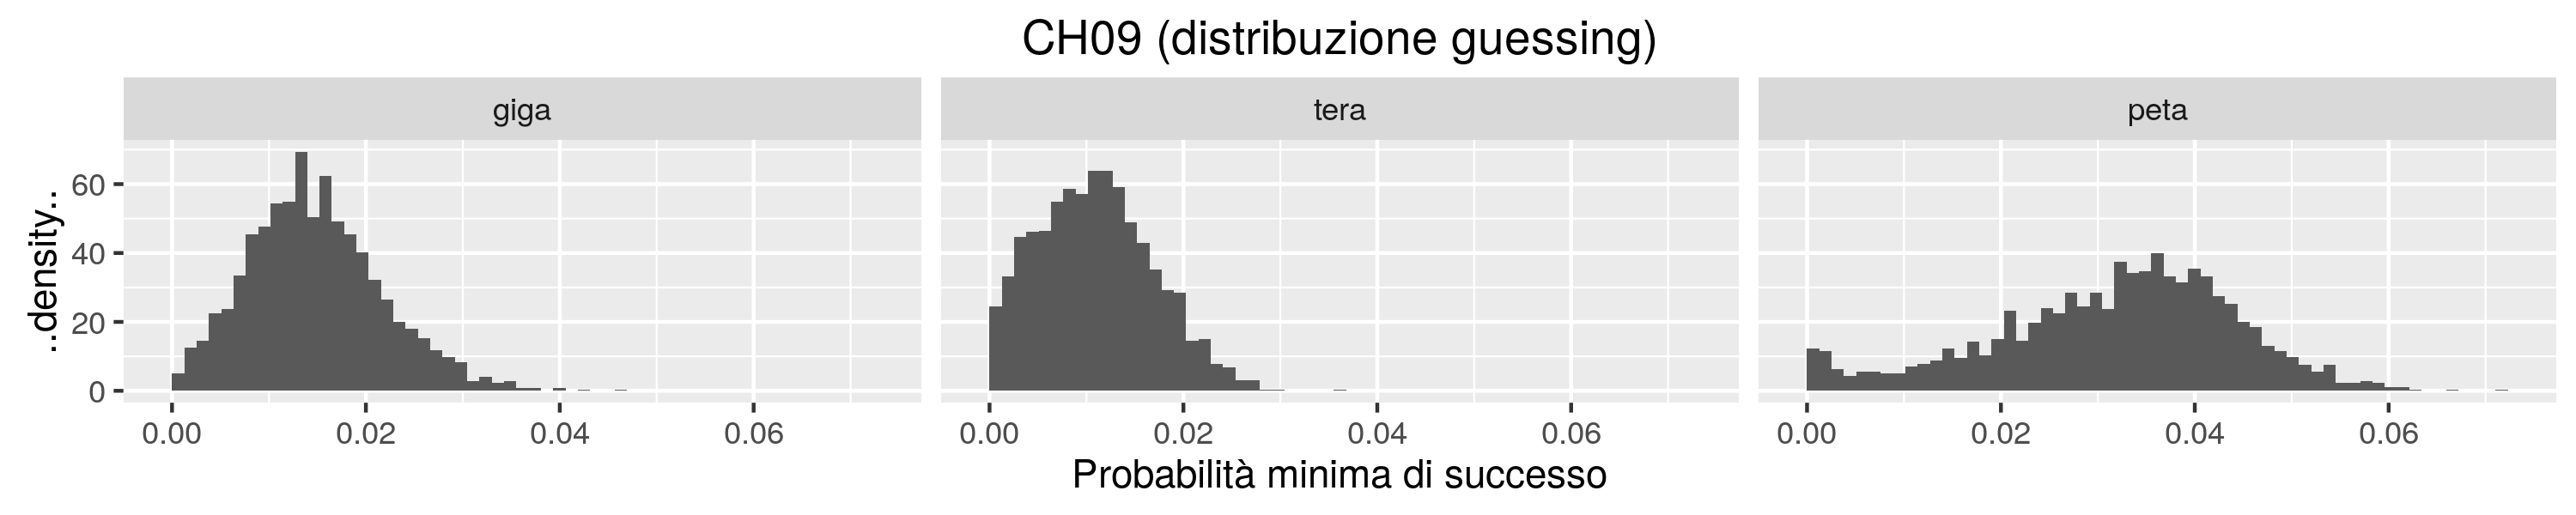 CH09 (distribuzione guessing)
giga
tera
peta
..density..
60
40
20
0
0.00 0.02 0.04 0.06
0.00 0.02 0.04 0.06
0.00 0.02 0.04 0.06
Probabilità minima di successo